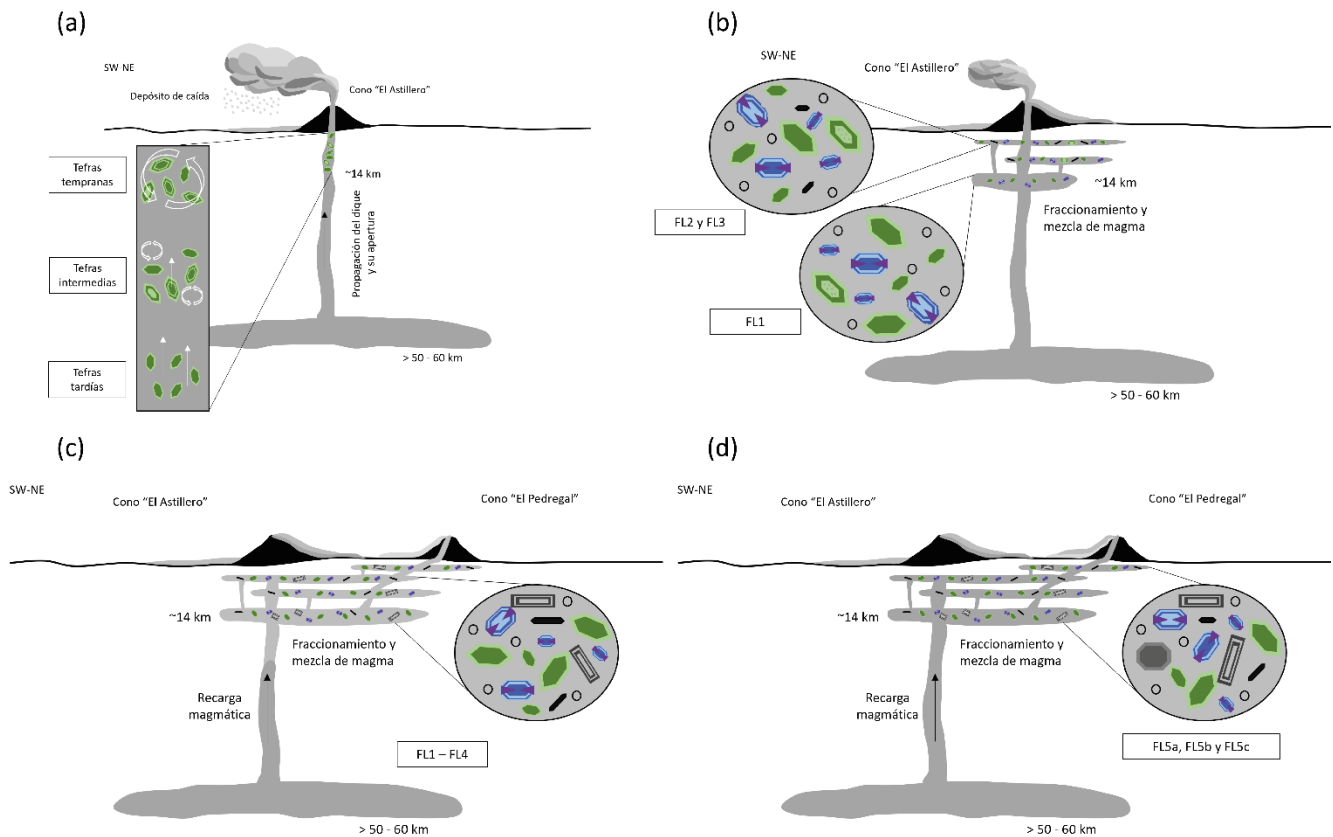 (a)
SW-NE
Depósito de caída
Cono "El Astillero"
Tefras
tempranas
Tefras
intermedias
Tefras
tardías
~14 km
Propagación del dique
y su apertura
> 50 - 60 km
(b)
SW-NE
Cono "El Astillero"
FL2 y FL3
FL1
~14 km
Fraccionamiento y
mezcla de magma
> 50 - 60 km
(c)
SW-NE
Cono "El Astillero"
Cono "El Pedregal"
~14 km
Fraccionamiento y
mezcla de magma
Recarga
magmática
FL1 – FL4
> 50 - 60 km
(d)
SW-NE
Cono "El Astillero"
Cono "El Pedregal"
~14 km
Fraccionamiento y
mezcla de magma
Recarga
magmática
FL5a, FL5b y FL5c
> 50 - 60 km